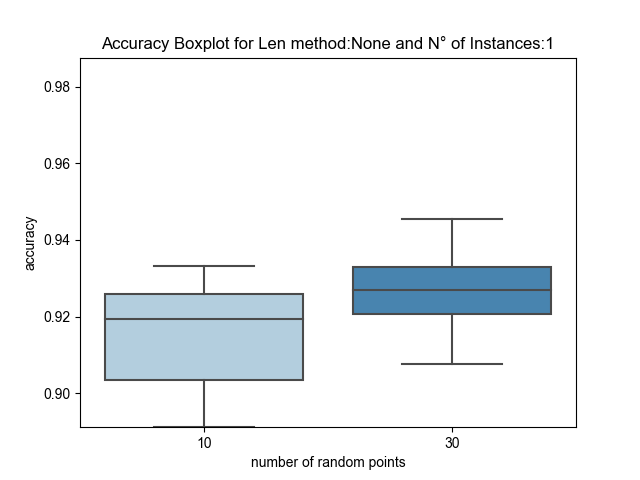 Accuracy Boxplot for Len method:None and N° of Instances:1
0.98
0.96
0.94
0.92
0.90
accuracy
10
30
number of random points